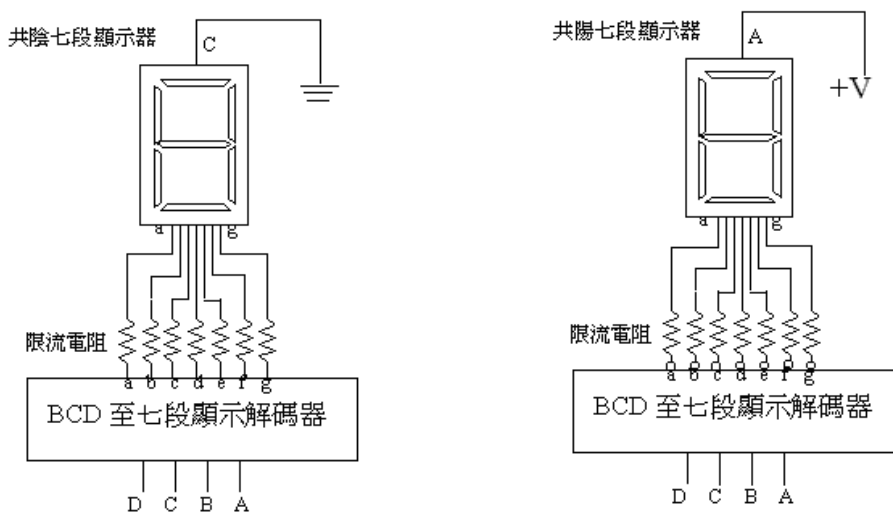 共陰七段顯示器
C
a g
限流電阻
a b c d e f g
BCD 至七段顯示解碼器
D C B A
共陽七段顯示器
A
+V
a g
限流電阻
a b c d e f g
BCD 至七段顯示解碼器
D C B A